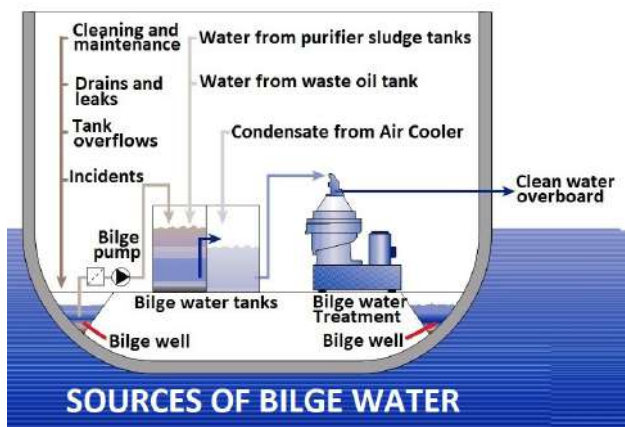 Cleaning and
maintenance
Water from purifier sludge tanks
Drains and
leaks
Water from waste oil tank
Tank
overflows
Condensate from Air Cooler
Incidents
Clean water
overboard
Bilge
pump
Bilge water tanks
Bilge water
Treatment
Bilge well
Bilge well
SOURCES OF BILGE WATER